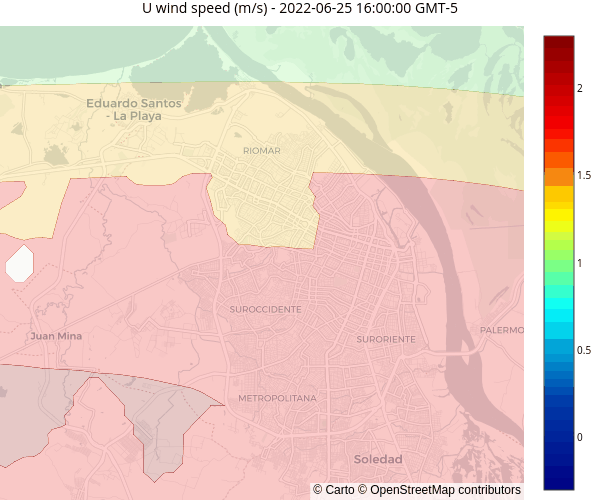 U wind speed (m/s) - 2022-06-25 16:00:00 GMT-5
Eduardo Santos
- La Playa
RIOMAR
SUROCCIDENTE
Juan Mina
SURORIENTE
PALERMO
METROPOLITANA
Soledad
© Carto © OpenStreetMap contributors
2
1.5
1
0.5
0